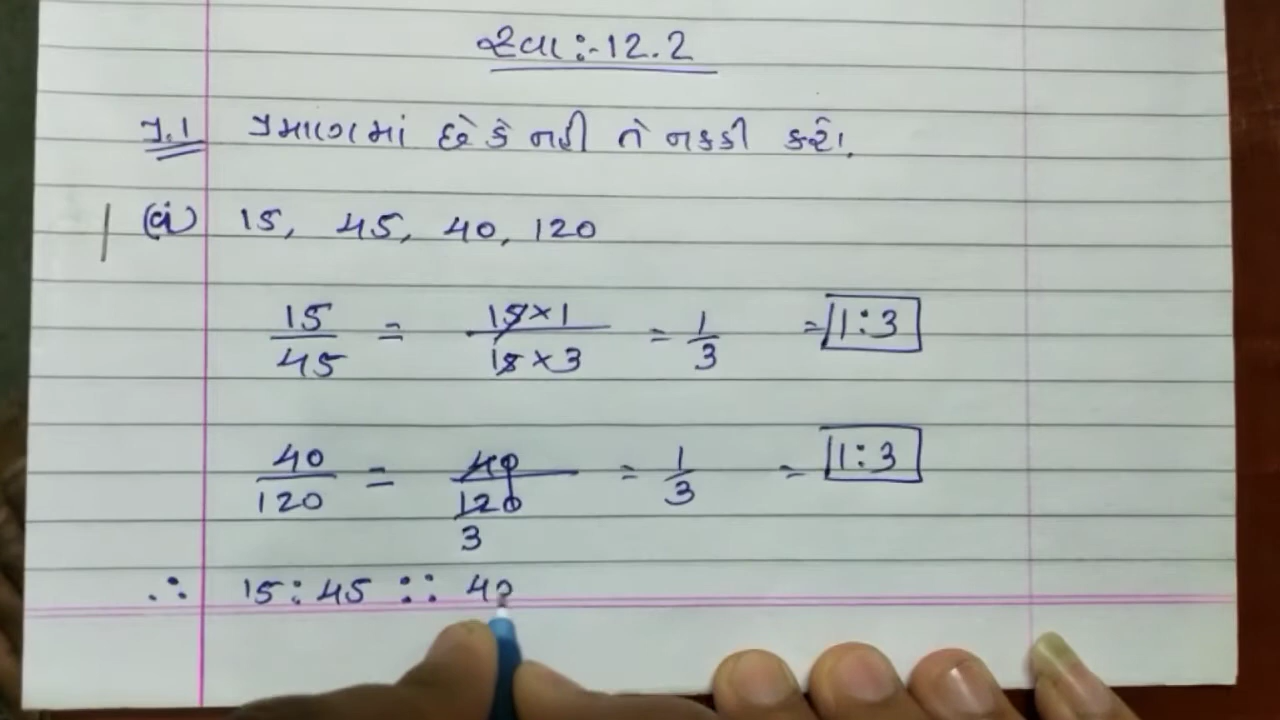 સ્વા:-12.2
પ્ર.1 પ્રમાણમાં છે કે નહી તે નક્કી કરો.
15, 45, 40, 120
15/45 = 15×1/15×3 = 1/3 = 1:3
40/120 = 40/120 = 1/3 = 1:3
3
∴ 15:45 :: 40